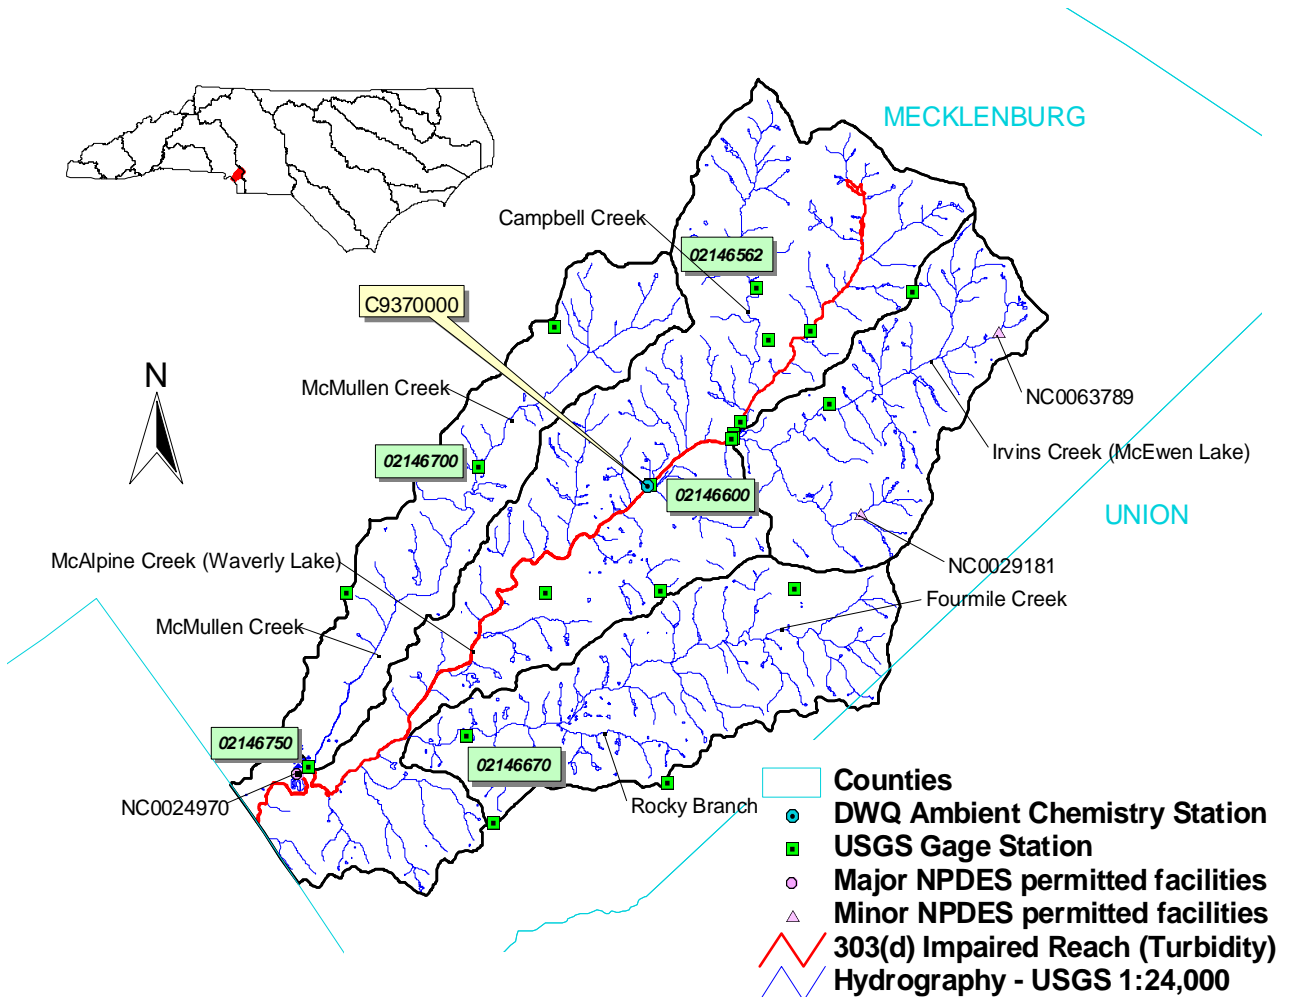 MECKLENBURG
Campbell Creek
02146562
C9370000
N
McMullen Creek
NC0063789
Irvins Creek (McEwen Lake)
02146700
02146600
UNION
McAlpine Creek (Waverly Lake)
NC0029181
Fourmile Creek
McMullen Creek
02146750
02146670
NC0024970
Rocky Branch
Counties
DWQ Ambient Chemistry Station
USGS Gage Station
Major NPDES permitted facilities
Minor NPDES permitted facilities
303(d) Impaired Reach (Turbidity)
Hydrography - USGS 1:24,000